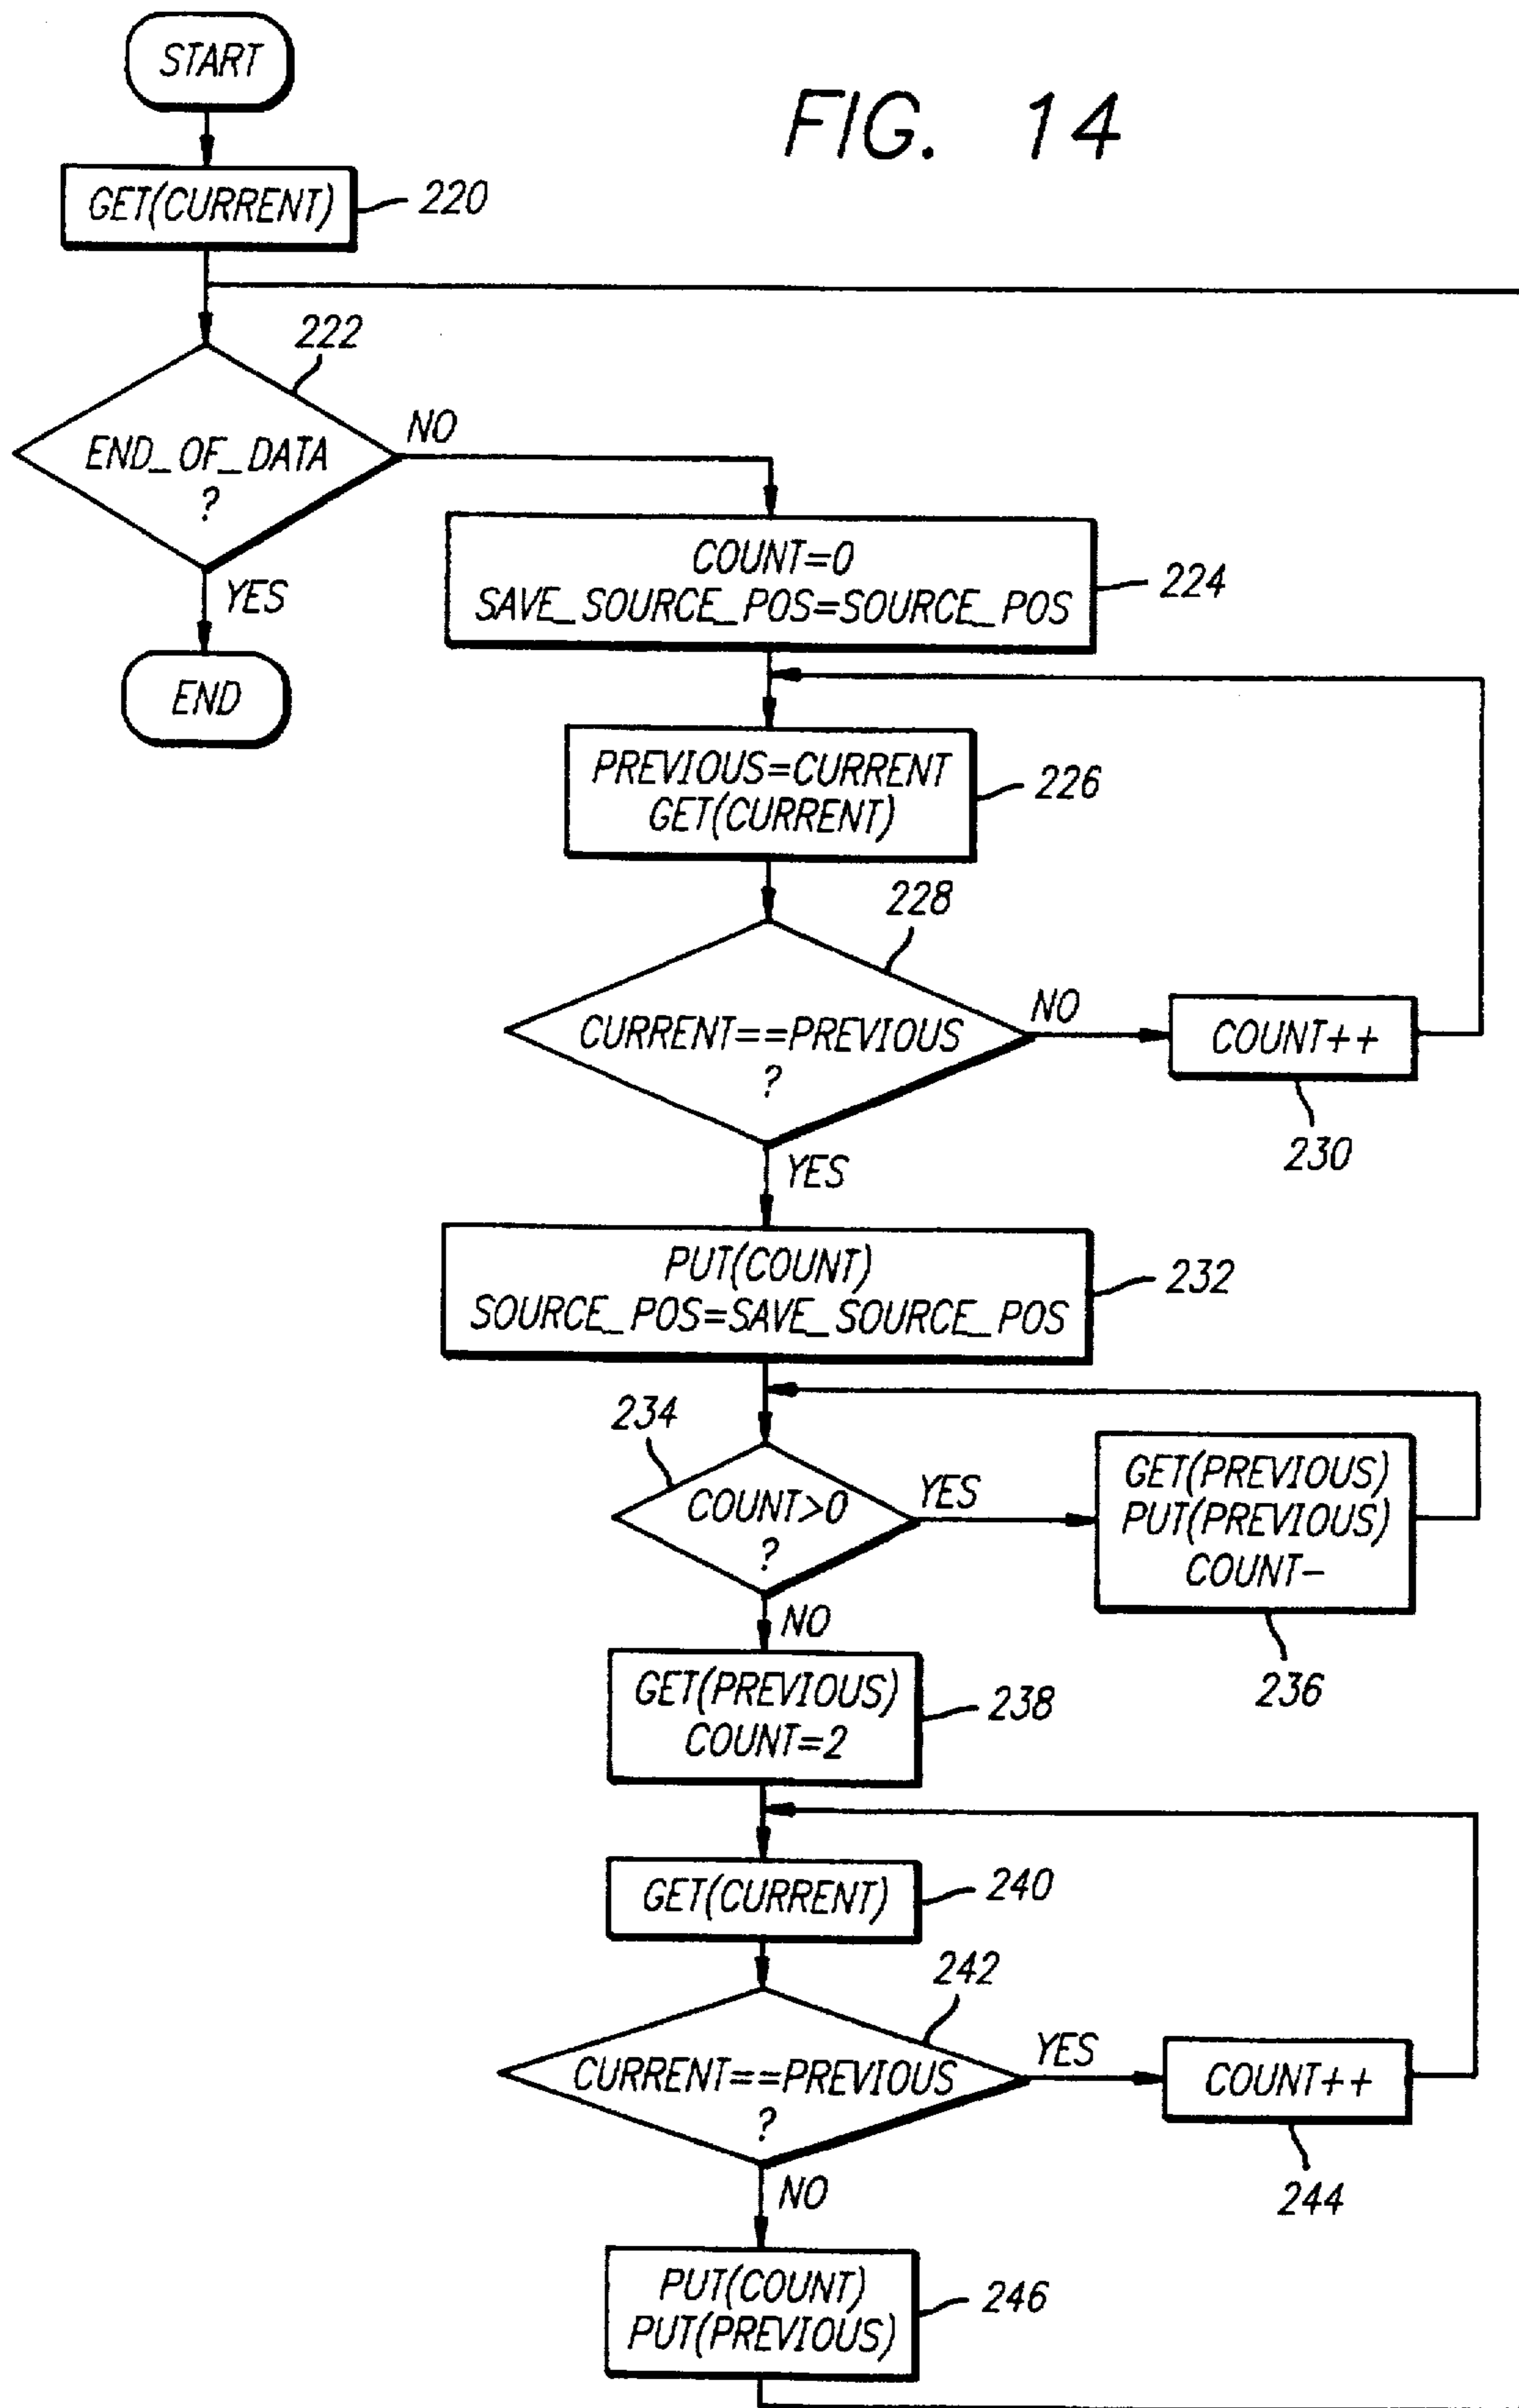 START
FIG. 14
GET(CURRENT)
220
222
END_OF_DATA
?
NO
YES
END
COUNT=0
SAVE_SOURCE_POS=SOURCE_POS
224
PREVIOUS=CURRENT
GET(CURRENT)
226
228
CURRENT==PREVIOUS
?
NO
COUNT++
230
YES
PUT(COUNT)
SOURCE_POS=SAVE_SOURCE_POS
232
234
COUNT>0
?
YES
GET(PREVIOUS)
PUT(PREVIOUS)
COUNT-
236
NO
GET(PREVIOUS)
COUNT=2
238
GET(CURRENT)
240
242
CURRENT==PREVIOUS
?
YES
COUNT++
244
NO
PUT(COUNT)
PUT(PREVIOUS)
246